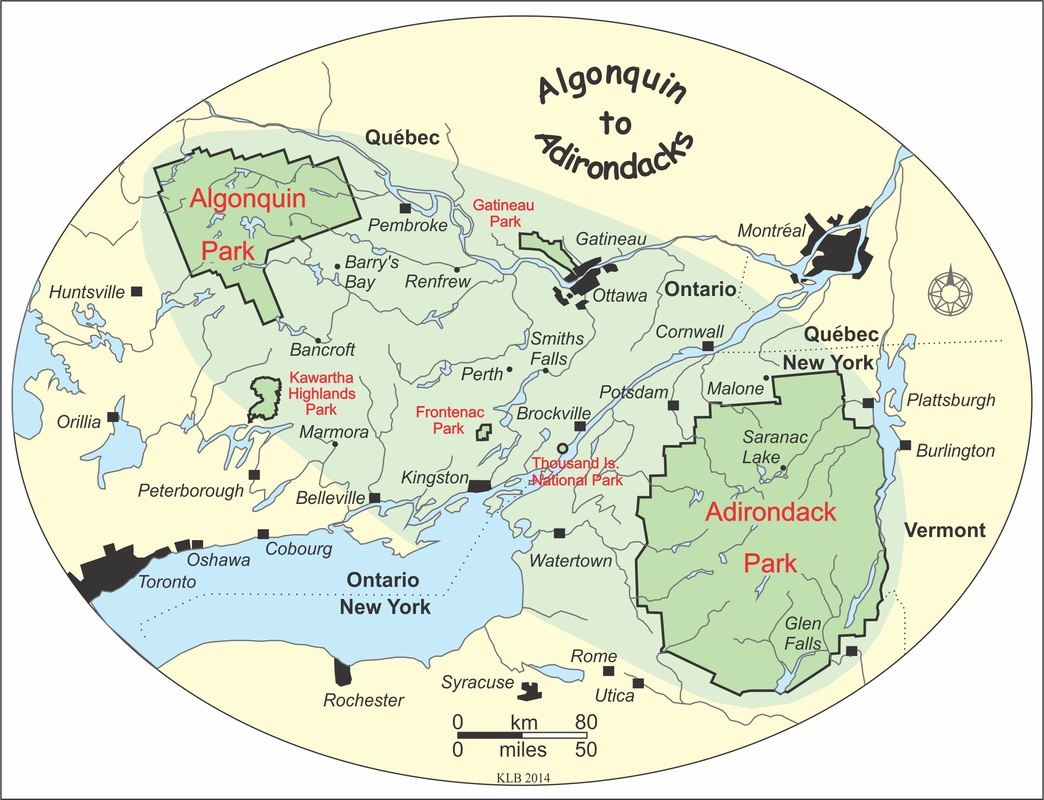 Algonquin
to
Adirondacks
Québec
Algonquin
Park
Pembroke
Gatineau
Park
Gatineau
Montréal
Huntsville
Barry's
Bay
Renfrew
Ottawa
Ontario
Bancroft
Smiths
Falls
Cornwall
Québec
New York
Perth
Kawartha
Highlands
Park
Potsdam
Malone
Plattsburgh
Orillia
Frontenac
Park
Brockville
Marmora
Saranac
Lake
Burlington
Thousand Is.
National Park
Peterborough
Belleville
Kingston
Adirondack
Park
Vermont
Cobourg
Oshawa
Toronto
Watertown
Ontario
New York
Glen
Falls
Rome
Utica
Syracuse
Rochester
0 km 80
0 miles 50
KLB 2014